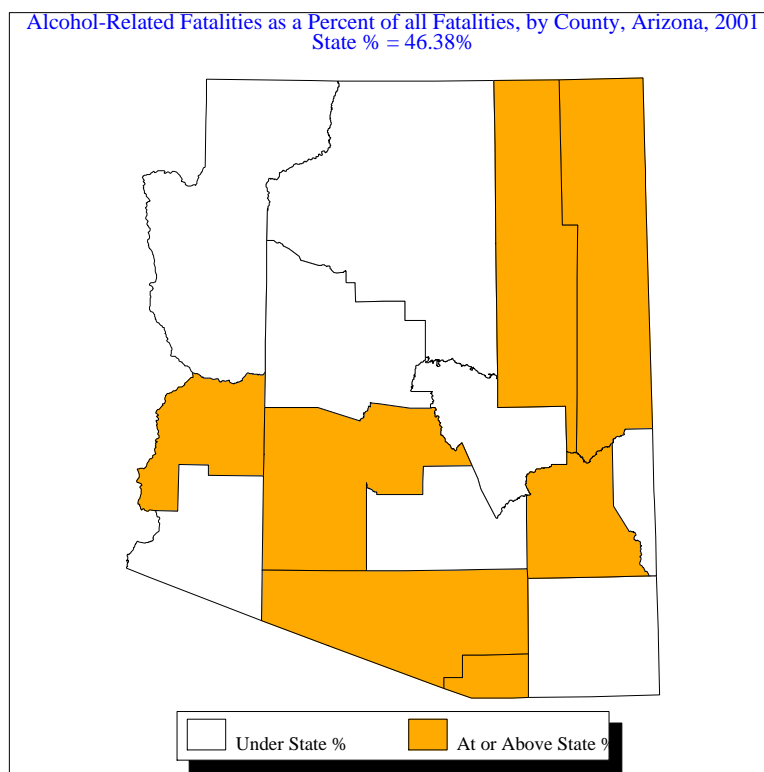 Alcohol-Related Fatalities as a Percent of all Fatalities, by County, Arizona, 2001
State % = 46.38%
Under State % At or Above State %